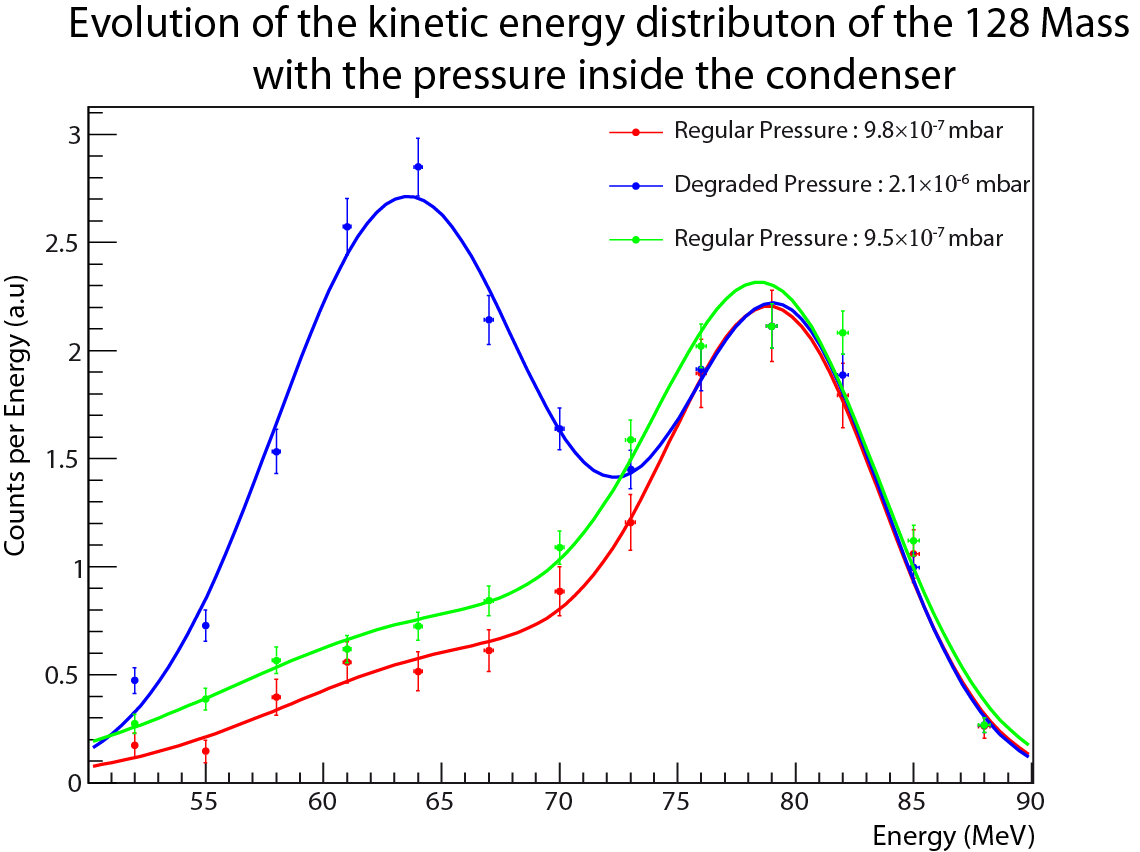 Evolution of the kinetic energy distributon of the 128 Mass
with the pressure inside the condenser
Regular Pressure : 9.8×10⁻⁷ mbar
Degraded Pressure : 2.1×10⁻⁶ mbar
Regular Pressure : 9.5×10⁻⁷ mbar
Counts per Energy (a.u)
3
2.5
2
1.5
1
0.5
0
55 60 65 70 75 80 85 90
Energy (MeV)